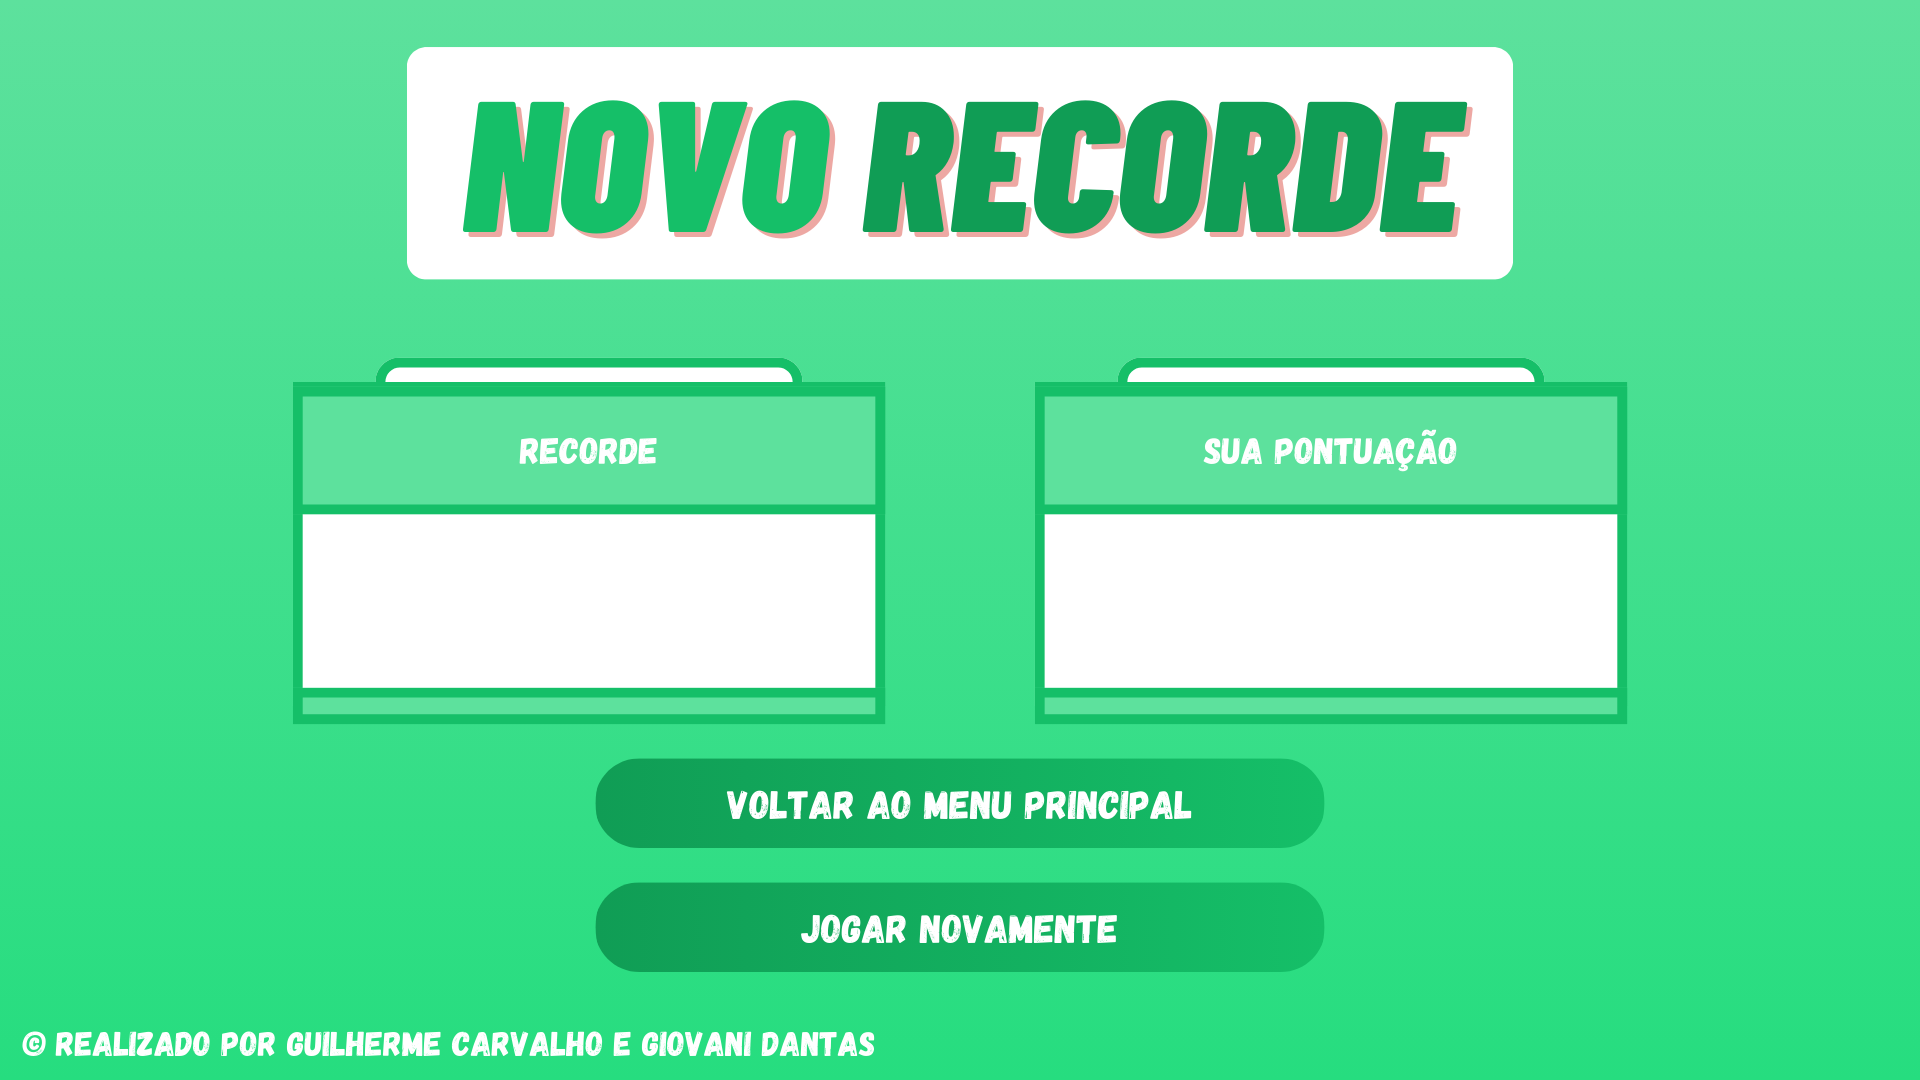 NOVO RECORDE
RECORDE
SUA PONTUAÇÃO
VOLTAR AO MENU PRINCIPAL
JOGAR NOVAMENTE
© REALIZADO POR GUILHERME CARVALHO E GIOVANI DANTAS